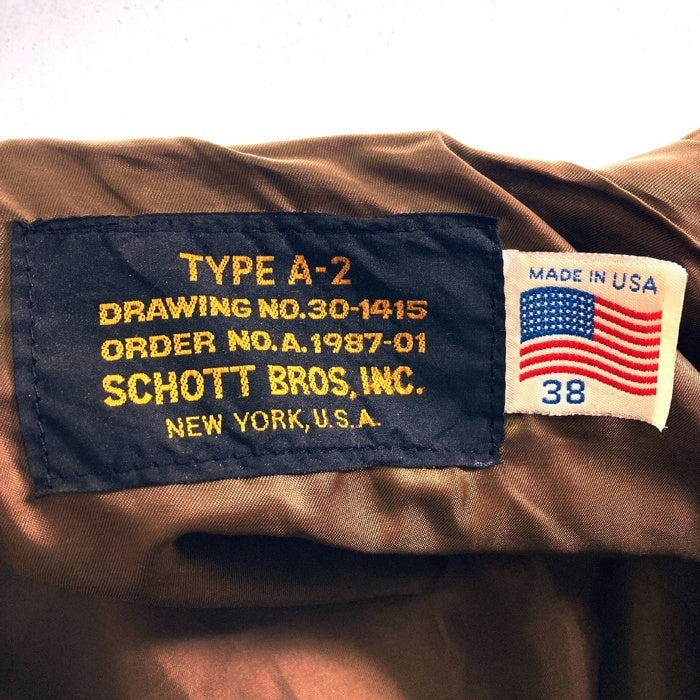 TYPE A-2
DRAWING NO.30-1415
ORDER NO.A.1987-01
SCHOTT BROS, INC.
NEW YORK, U.S.A.
MADE IN USA
38